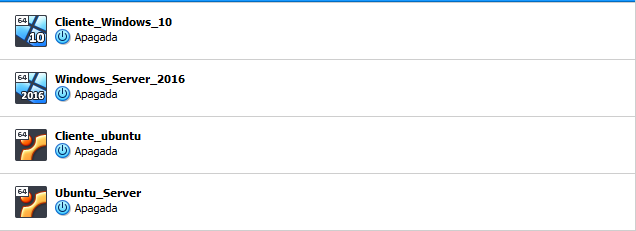 64
10
Cliente_Windows_10
Apagada
64
2016
Windows_Server_2016
Apagada
64
Cliente_ubuntu
Apagada
64
Ubuntu_Server
Apagada